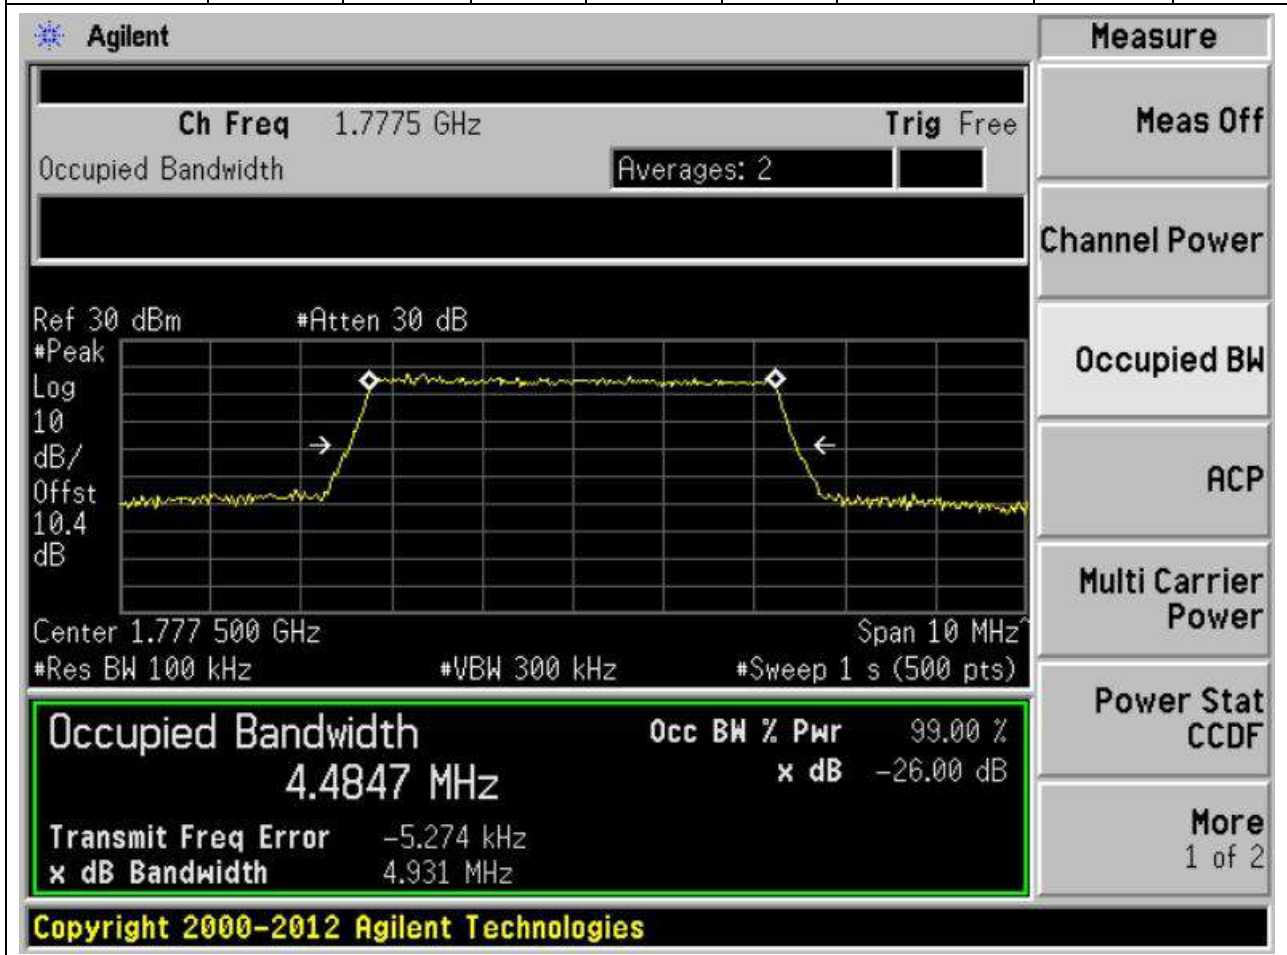 Agilent
Measure
Ch Freq 1.7775 GHz Trig Free
Occupied Bandwidth Averages: 2
Meas Off
Channel Power
Occupied BW
ACP
Multi Carrier
Power
Power Stat
CCDF
More
1 of 2
Ref 30 dBm #Atten 30 dB
#Peak
Log
10
dB/
Offst
10.4
dB
Center 1.777 500 GHz Span 10 MHz^
#Res BW 100 kHz #VBW 300 kHz #Sweep 1 s (500 pts)
Occupied Bandwidth Occ BW % Pwr 99.00 %
4.4847 MHz x dB -26.00 dB
Transmit Freq Error -5.274 kHz
x dB Bandwidth 4.931 MHz
Copyright 2000-2012 Agilent Technologies